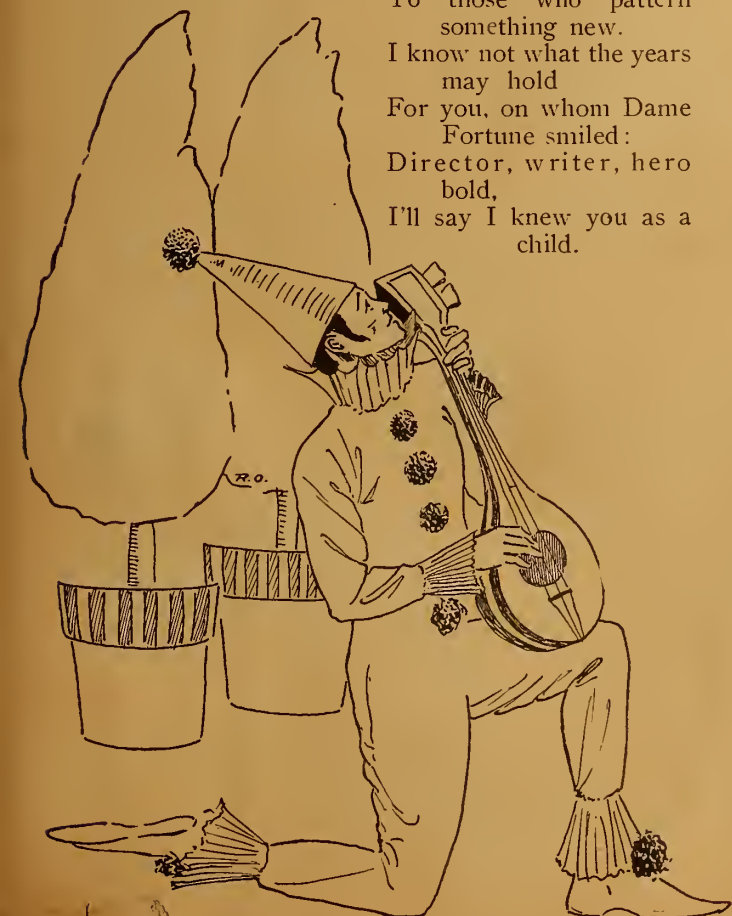 To those who pattern
something new.
I know not what the years
may hold
For you, on whom Dame
Fortune smiled:
Director, writer, hero
bold,
I'll say I knew you as a
child.
R.O.